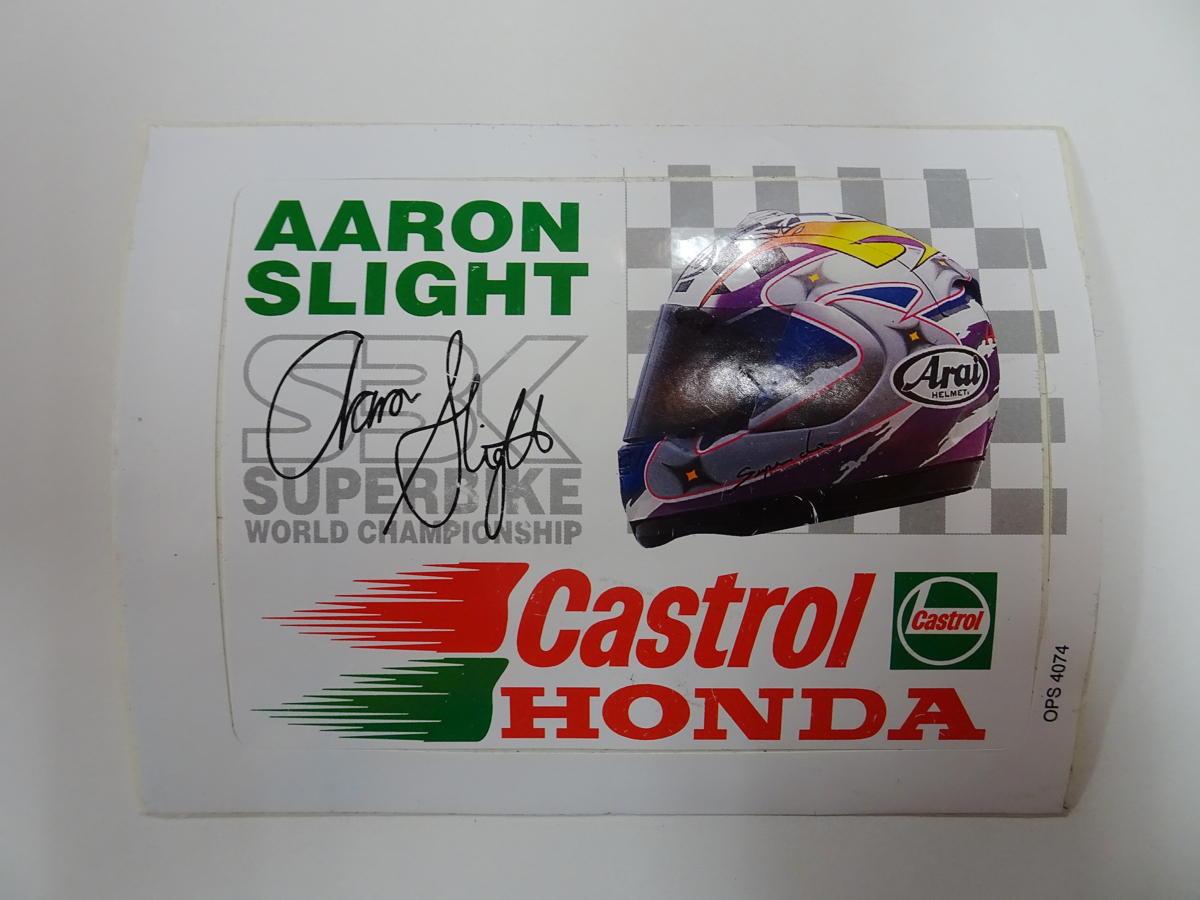 AARON
SLIGHT
SBK
Aaron Slight
SUPERBIKE
WORLD CHAMPIONSHIP
Arai
HELMET
Castrol
Castrol
HONDA
OPS 4074